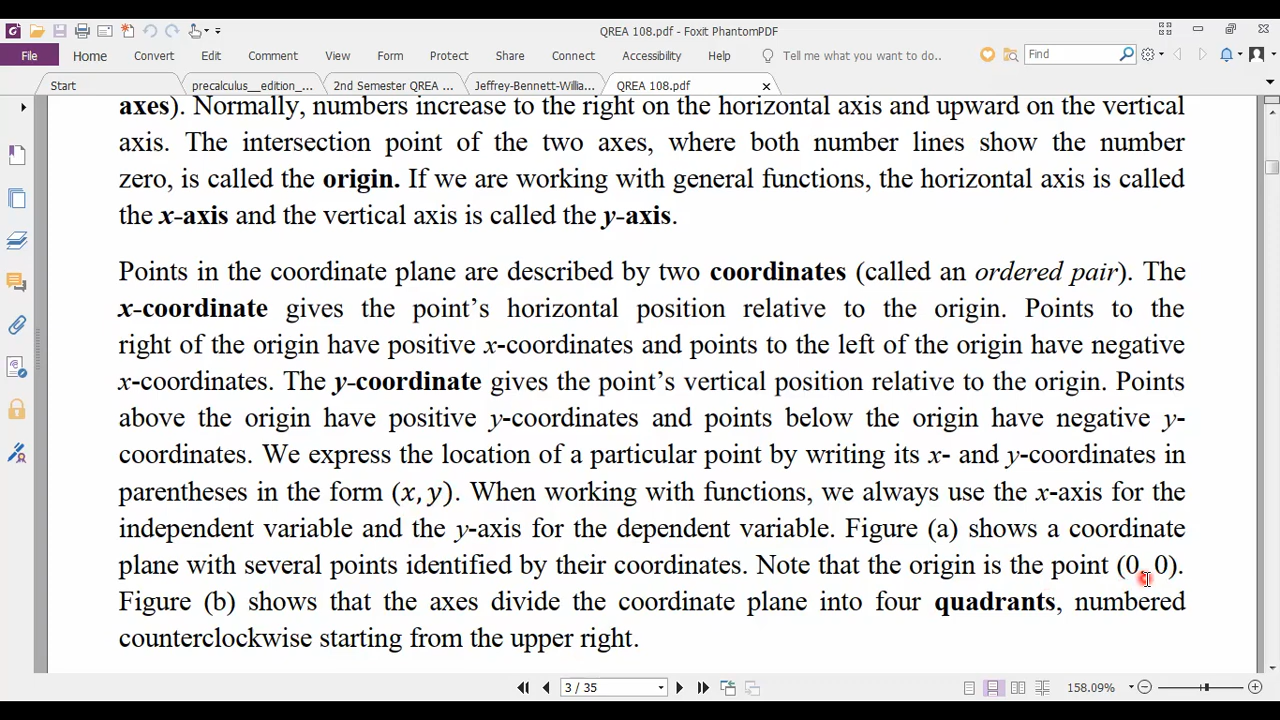 QREA 108.pdf - Foxit PhantomPDF
File Home Convert Edit Comment View Form Protect Share Connect Accessibility Help Tell me what you want to do... Find
Start precalculus__edition_... 2nd Semester QREA ... Jeffrey-Bennett-Willia... QREA 108.pdf
axes). Normally, numbers increase to the right on the horizontal axis and upward on the vertical
axis. The intersection point of the two axes, where both number lines show the number
zero, is called the origin. If we are working with general functions, the horizontal axis is called
the x-axis and the vertical axis is called the y-axis.
Points in the coordinate plane are described by two coordinates (called an ordered pair). The
x-coordinate gives the point’s horizontal position relative to the origin. Points to the
right of the origin have positive x-coordinates and points to the left of the origin have negative
x-coordinates. The y-coordinate gives the point’s vertical position relative to the origin. Points
above the origin have positive y-coordinates and points below the origin have negative y-
coordinates. We express the location of a particular point by writing its x- and y-coordinates in
parentheses in the form (x, y). When working with functions, we always use the x-axis for the
independent variable and the y-axis for the dependent variable. Figure (a) shows a coordinate
plane with several points identified by their coordinates. Note that the origin is the point (0, 0).
Figure (b) shows that the axes divide the coordinate plane into four quadrants, numbered
counterclockwise starting from the upper right.
3 / 35 158.09%